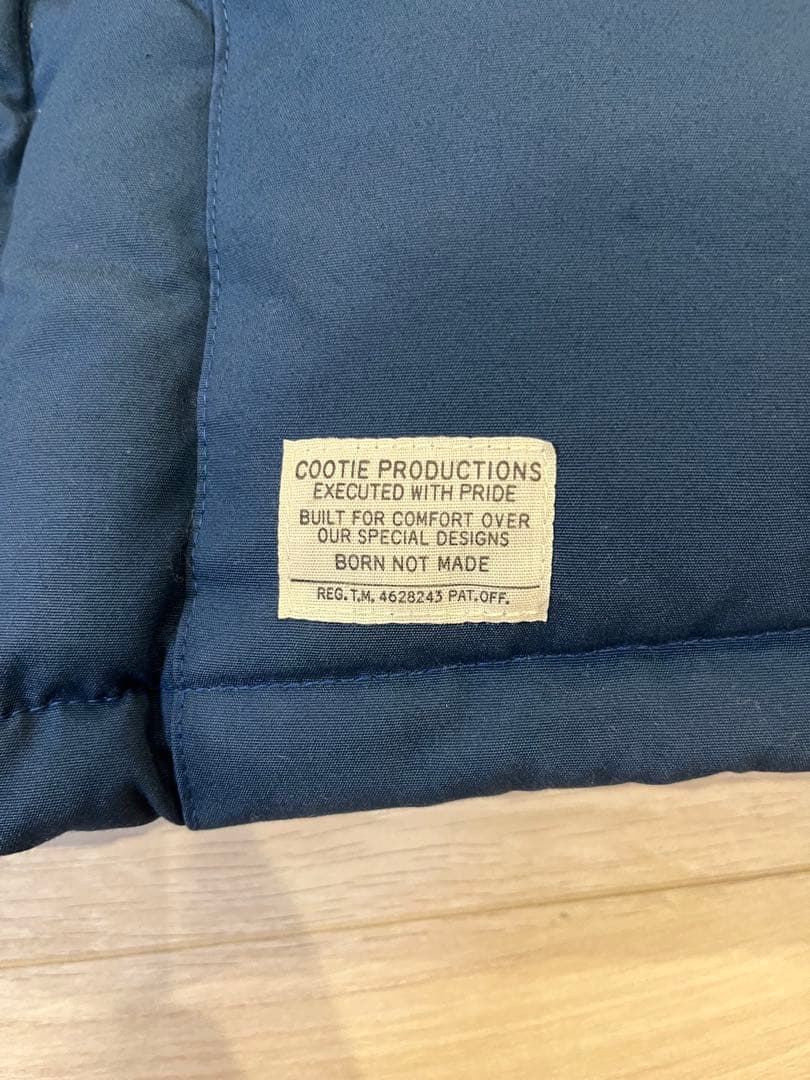 COOTIE PRODUCTIONS
EXECUTED WITH PRIDE
BUILT FOR COMFORT OVER
OUR SPECIAL DESIGNS
BORN NOT MADE
REG.T.M. 4628243 PAT.OFF.